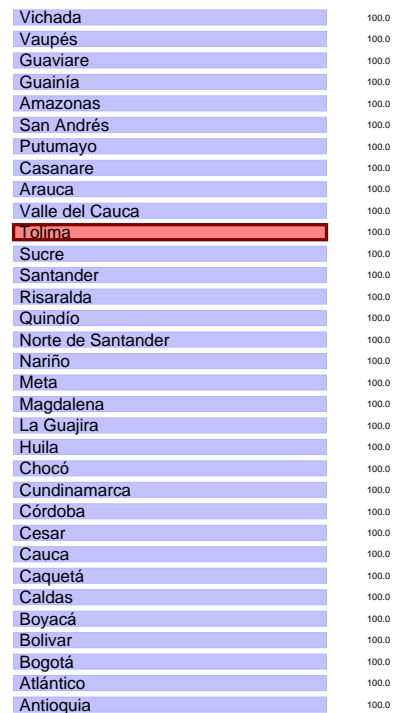 Vichada 100.0
Vaupés 100.0
Guaviare 100.0
Guainía 100.0
Amazonas 100.0
San Andrés 100.0
Putumayo 100.0
Casanare 100.0
Arauca 100.0
Valle del Cauca 100.0
Tolima 100.0
Sucre 100.0
Santander 100.0
Risaralda 100.0
Quindío 100.0
Norte de Santander 100.0
Nariño 100.0
Meta 100.0
Magdalena 100.0
La Guajira 100.0
Huila 100.0
Chocó 100.0
Cundinamarca 100.0
Córdoba 100.0
Cesar 100.0
Cauca 100.0
Caquetá 100.0
Caldas 100.0
Boyacá 100.0
Bolivar 100.0
Bogotá 100.0
Atlántico 100.0
Antioquia 100.0